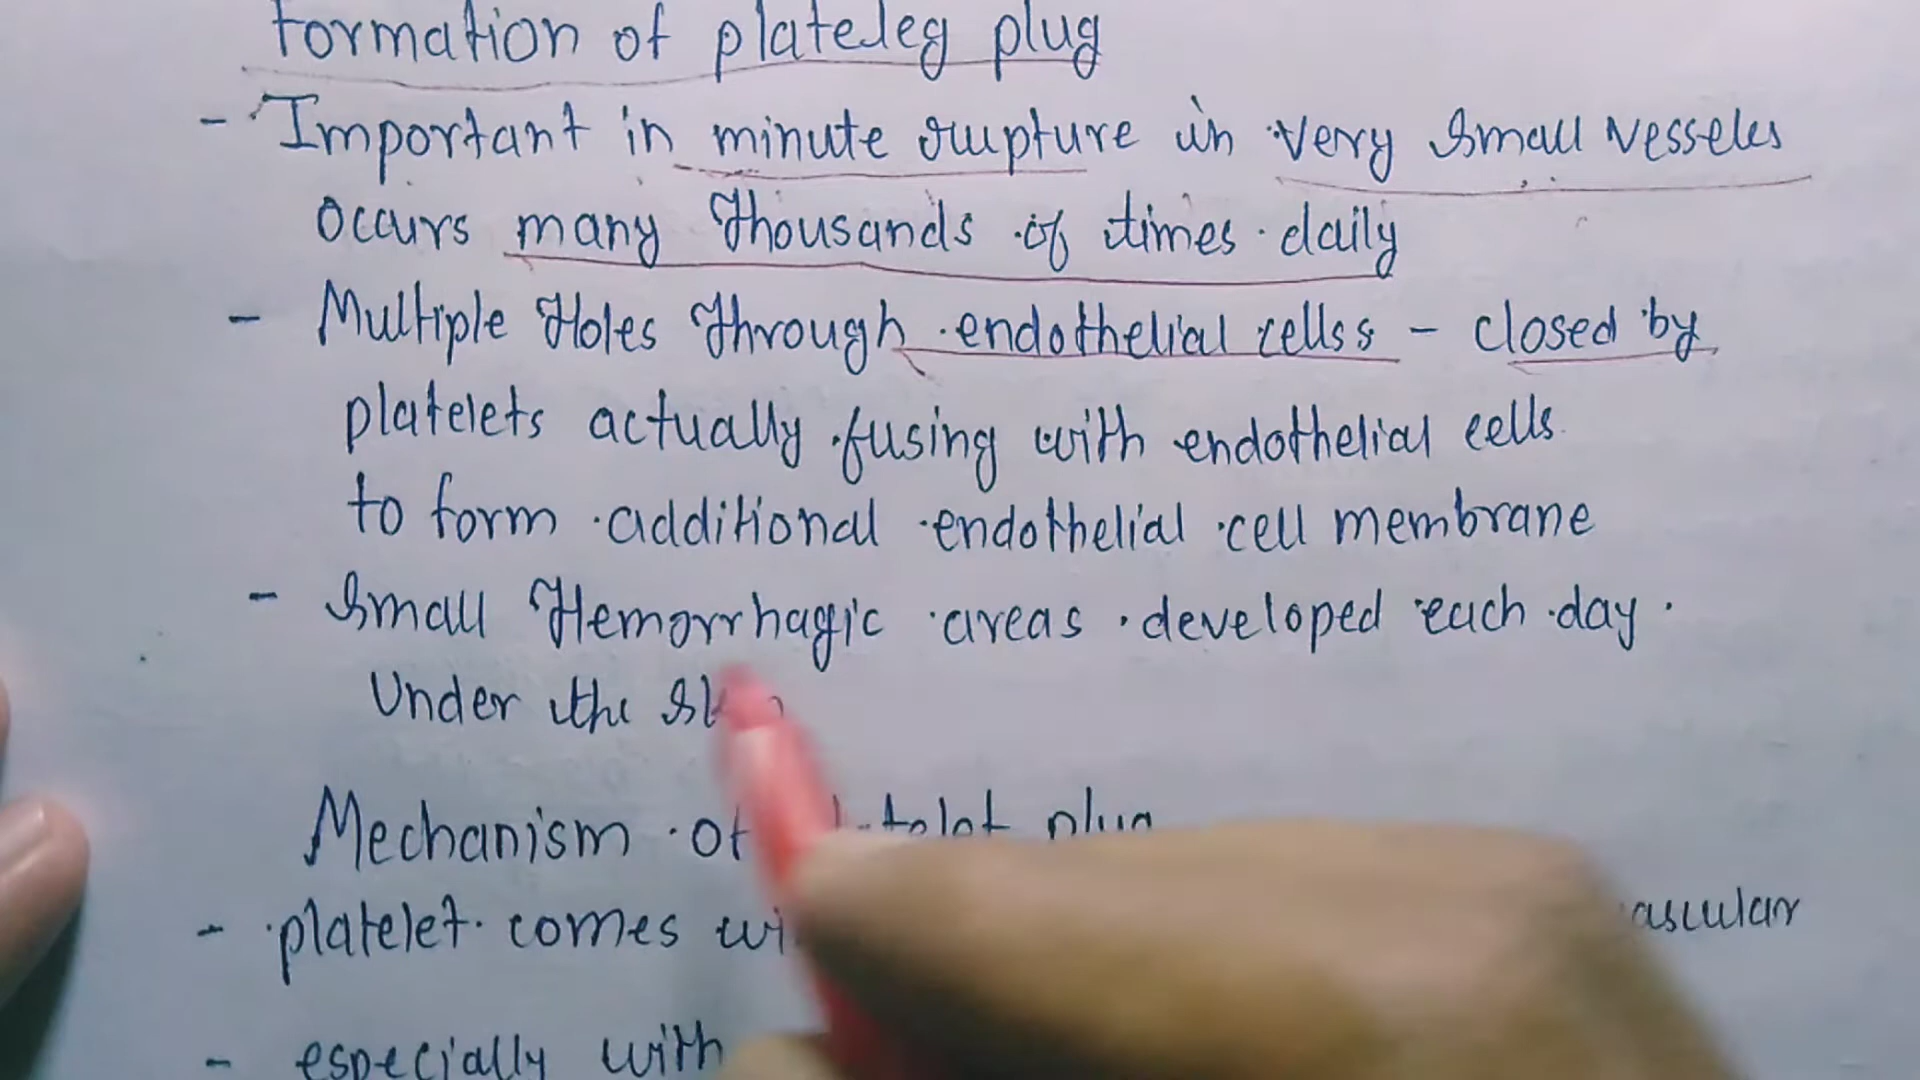 Formation of plateleg plug
- Important in minute rupture in very small vesseles
occurs many thousands of times daily
- Multiple Holes through endothelial cellss - closed by
platelets actually fusing with endothelial cells
to form additional endothelial cell membrane
- Small Hemorrhagic areas developed each day
Under the
Mechanism of plug
- platelet comes
- especially with